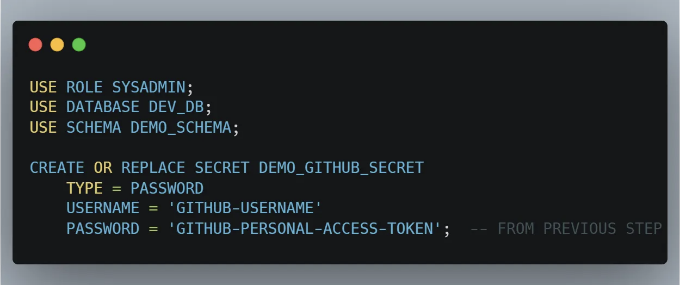 USE ROLE SYSADMIN;
USE DATABASE DEV_DB;
USE SCHEMA DEMO_SCHEMA;
CREATE OR REPLACE SECRET DEMO_GITHUB_SECRET
TYPE = PASSWORD
USERNAME = 'GITHUB-USERNAME'
PASSWORD = 'GITHUB-PERSONAL-ACCESS-TOKEN'; -- FROM PREVIOUS STEP